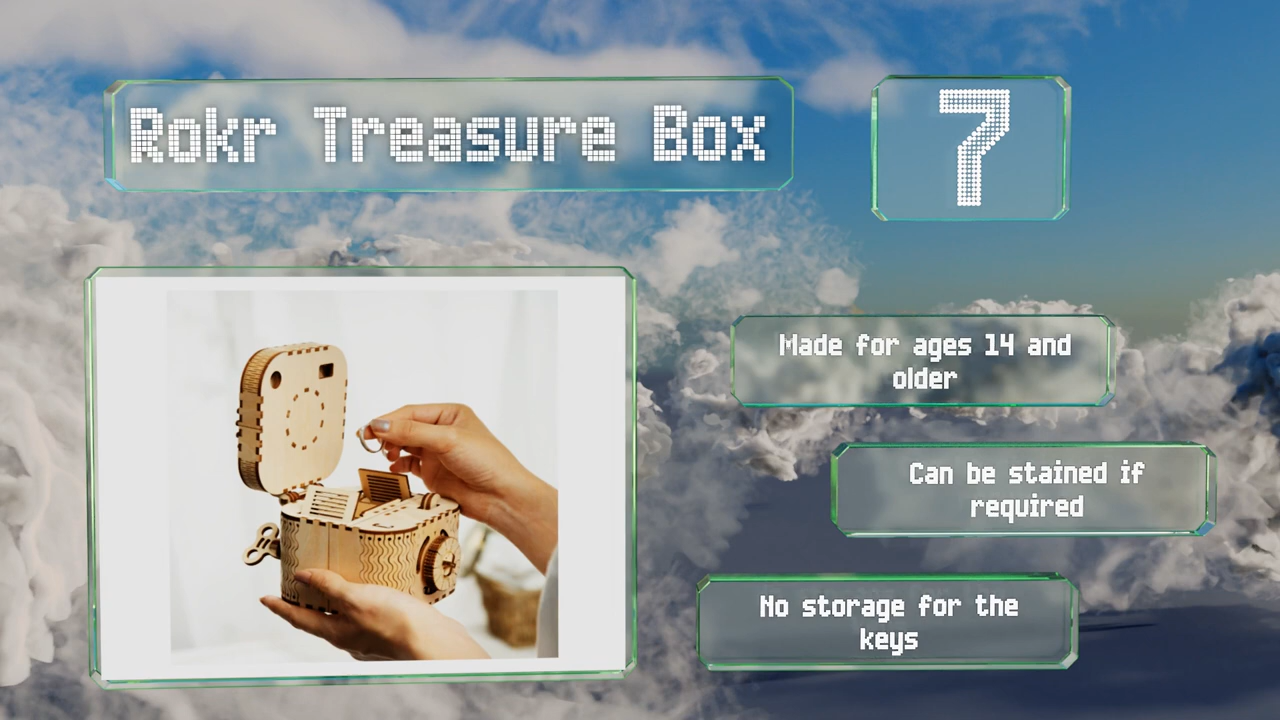 Rokr Treasure Box
7
Made for ages 14 and
older
Can be stained if
required
No storage for the
keys